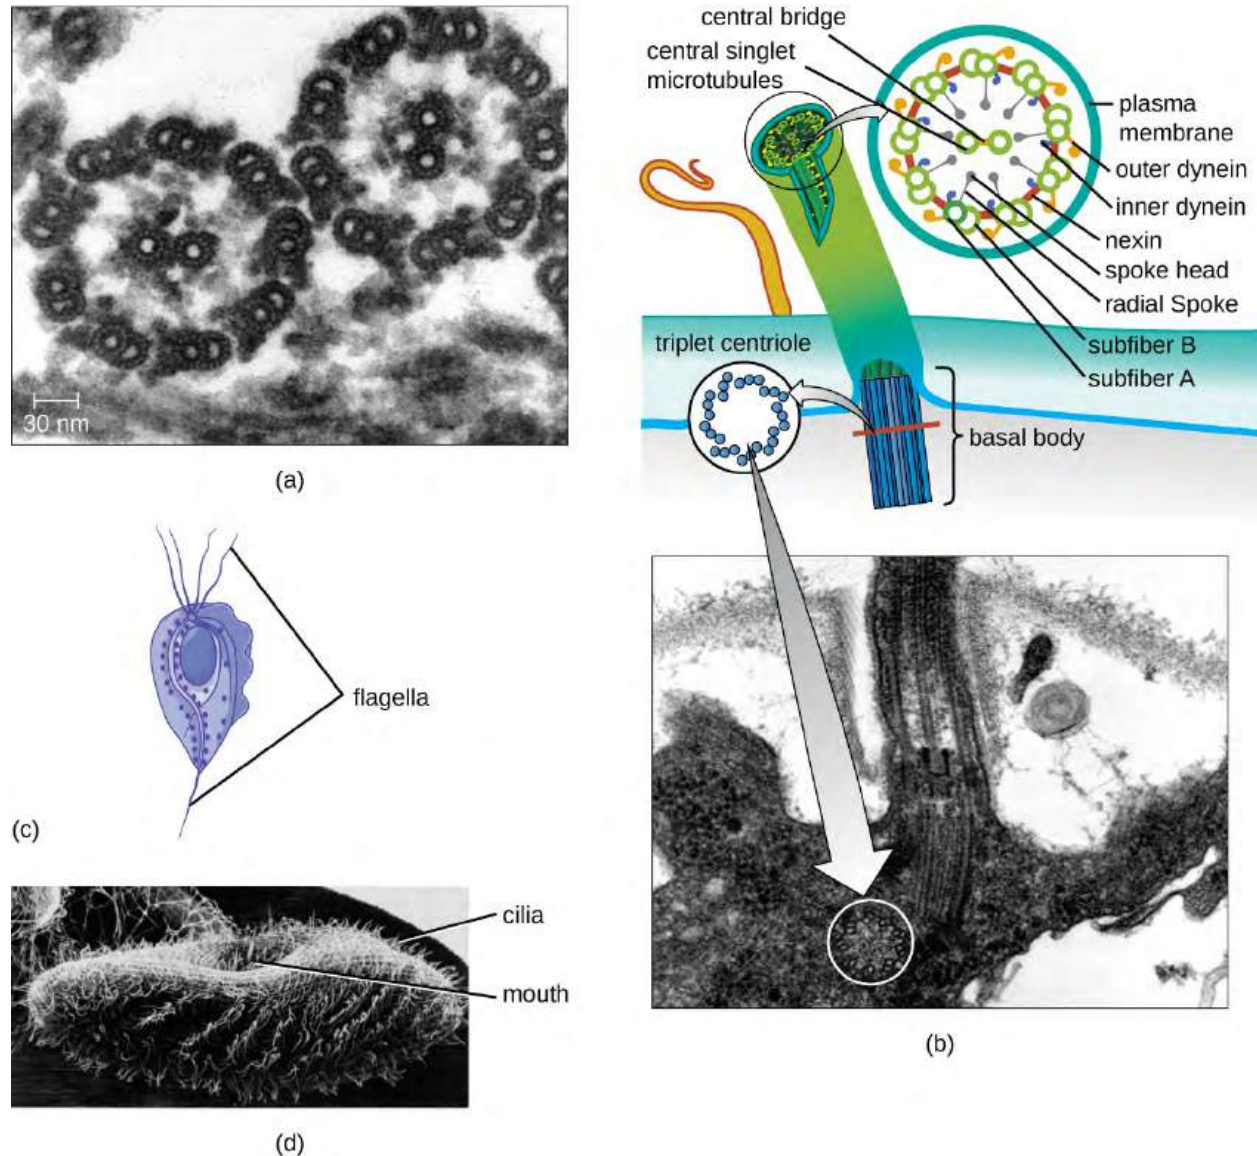 30 nm
(a)
central bridge
central singlet
microtubules
plasma
membrane
outer dynein
inner dynein
nexin
spoke head
radial Spoke
subfiber B
subfiber A
triplet centriole
basal body
(b)
flagella
(c)
cilia
mouth
(d)